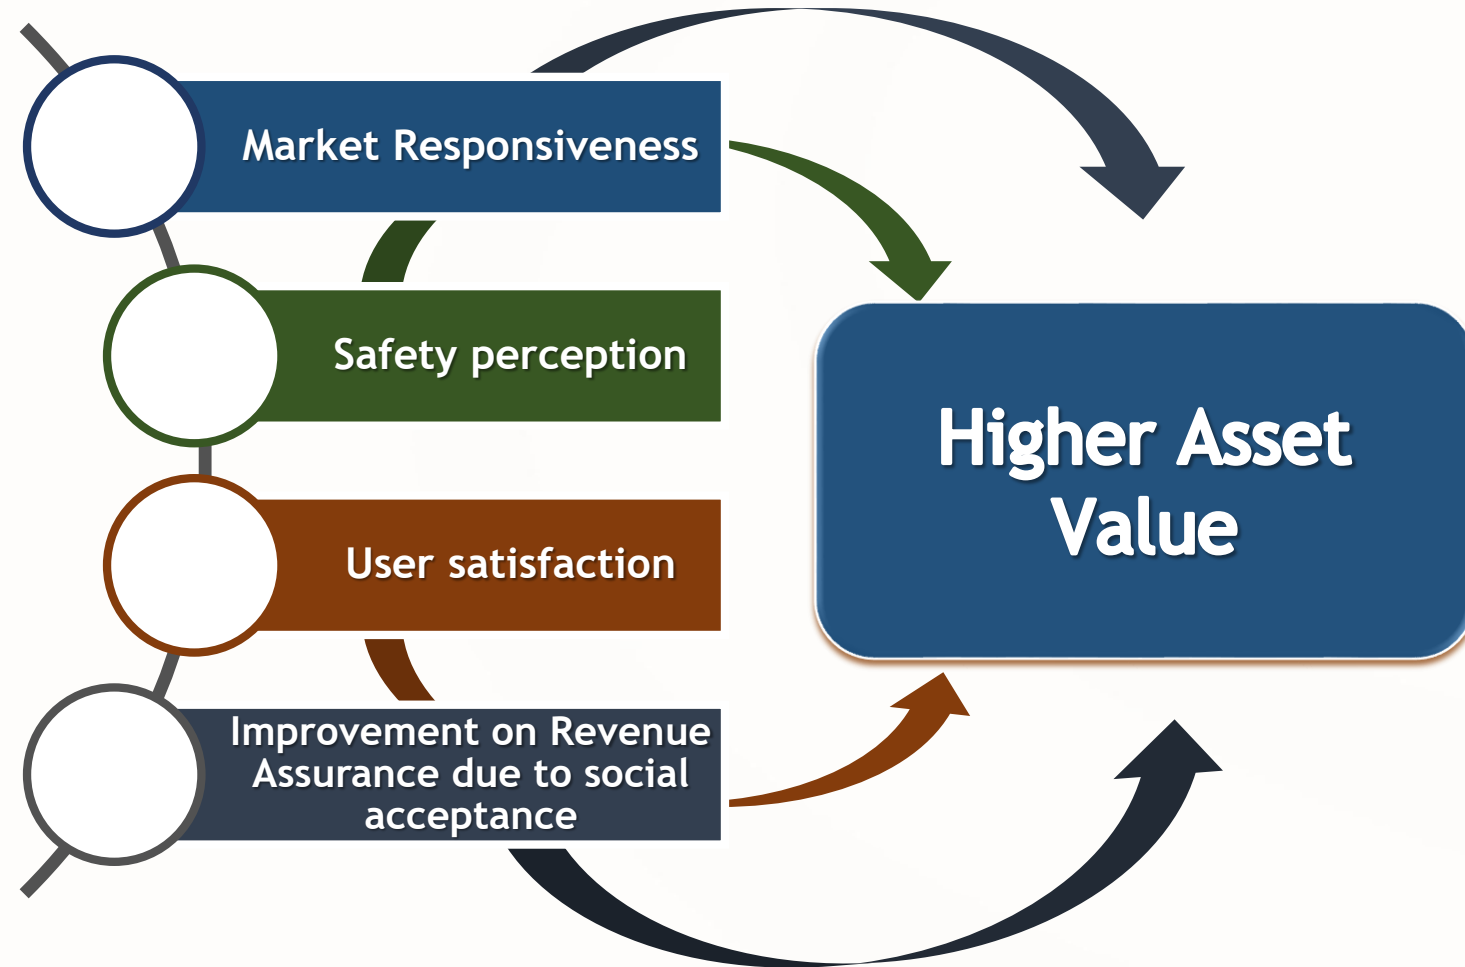 Market Responsiveness
Safety perception
User satisfaction
Improvement on Revenue
Assurance due to social
acceptance
Higher Asset
Value